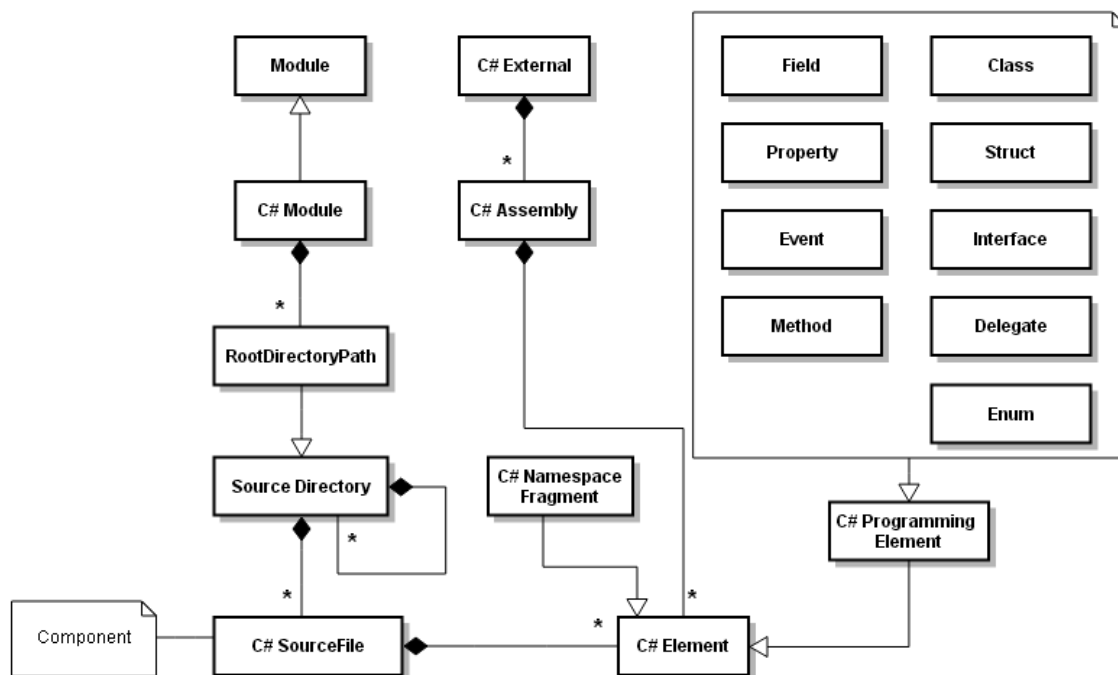 Module
C# External
Field
Class
Property
Struct
*
C# Module
C# Assembly
Event
Interface
*
Method
Delegate
RootDirectoryPath
Enum
Source Directory
C# Namespace
Fragment
C# Programming
Element
*
*
*
*
Component
C# SourceFile
C# Element